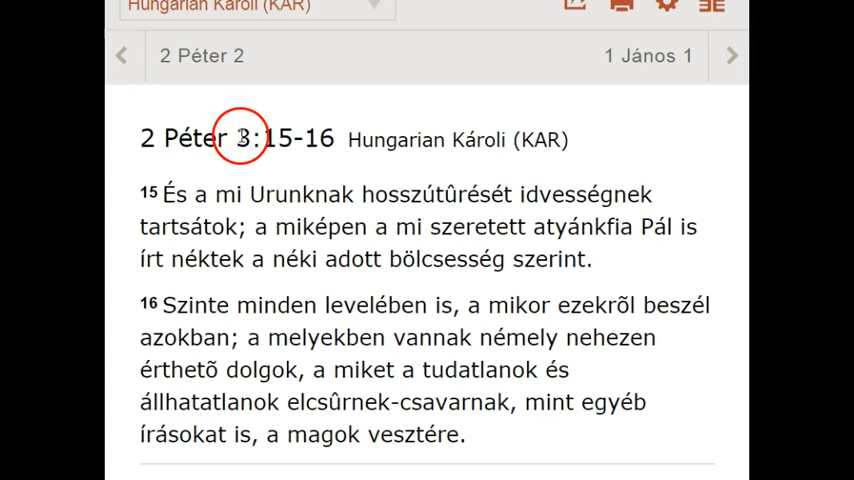 Hungarian Károli (KAR)
2 Péter 2
1 János 1
2 Péter 3:15-16 Hungarian Károli (KAR)
15 És a mi Urunknak hosszútûrését idvességnek
tartsátok; a miképen a mi szeretett atyánkfia Pál is
írt néktek a néki adott bölcsesség szerint.
16 Szinte minden levelében is, a mikor ezekrõl beszél
azokban; a melyekben vannak némely nehezen
érthetõ dolgok, a miket a tudatlanok és
állhatatlanok elcsûrnek-csavarnak, mint egyéb
írásokat is, a magok vesztére.